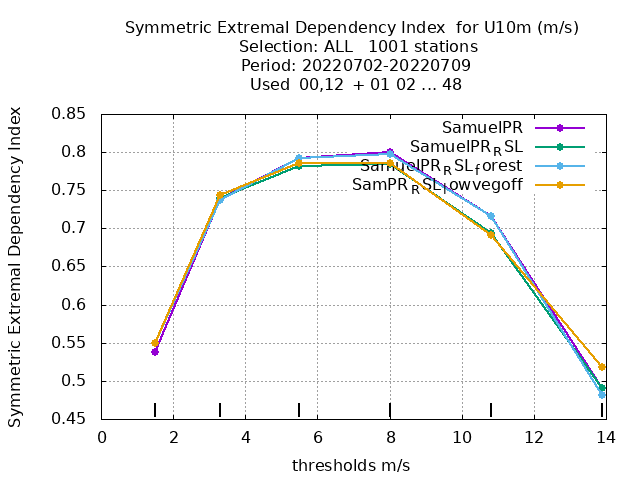 Symmetric Extremal Dependency Index  for U10m (m/s)
Selection: ALL   1001 stations
Period: 20220702-20220709
Used  00,12  + 01 02 ... 48
Symmetric Extremal Dependency Index
0.85
0.8
0.75
0.7
0.65
0.6
0.55
0.5
0.45
SamuelPR
SamuelPR_RSL
SamuelPR_RSL_forest
SamPR_RSL_lowvegoff
0 2 4 6 8 10 12 14
thresholds m/s